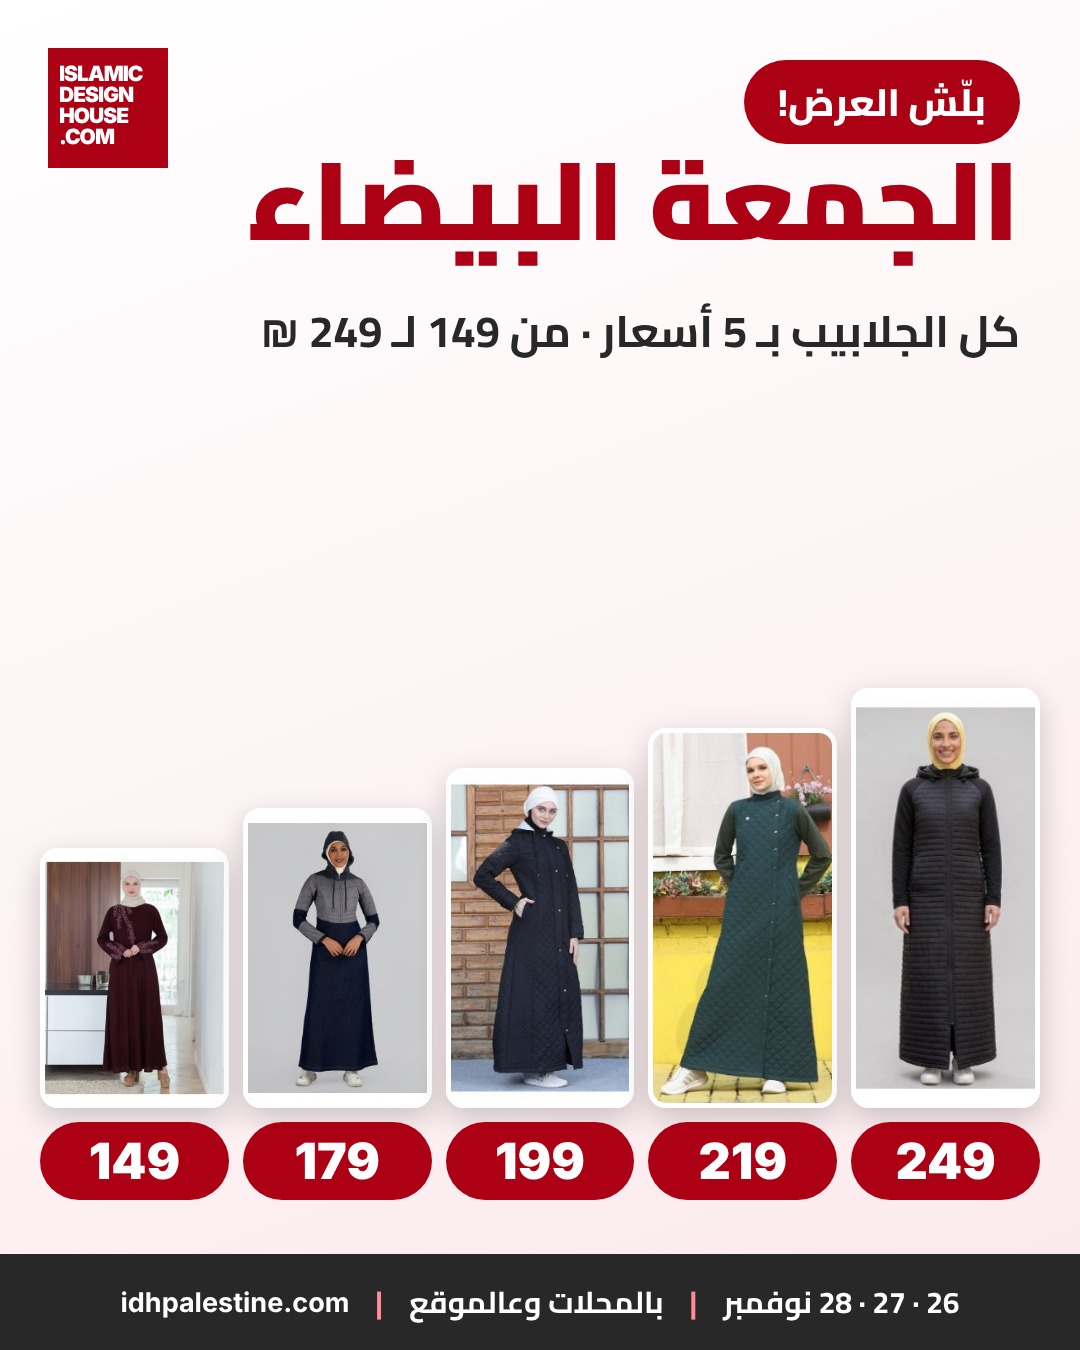 ISLAMIC
DESIGN
HOUSE
.COM
بلّش العرض!
الجمعة البيضاء
كل الجلابيب بـ 5 أسعار · من 149 لـ 249 ₪
149
179
199
219
249
26 · 27 · 28 نوفمبر | بالمحلات وعالموقع | idhpalestine.com